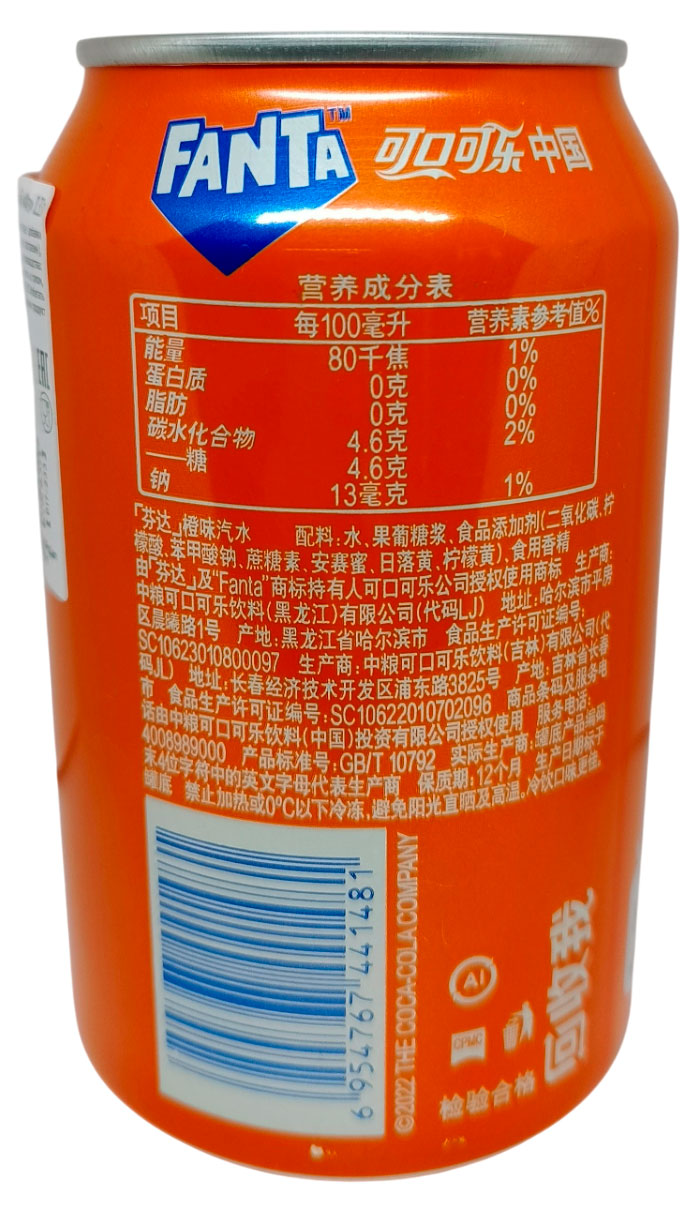 FANTA™ 可口可乐中国
营养成分表
项目 每100毫升 营养素参考值%
能量 80千焦 1%
蛋白质 0克 0%
脂肪 0克 0%
碳水化合物 4.6克 2%
——糖 4.6克
钠 13毫克 1%
「芬达」橙味汽水 配料:水、果葡糖浆、食品添加剂(二氧化碳、柠
檬酸、苯甲酸钠、蔗糖素、安赛蜜、日落黄、柠檬黄)、食用香精
由「芬达」及"Fanta"商标持有人可口可乐公司授权使用商标 生产商:
中粮可口可乐饮料(黑龙江)有限公司(代码LJ) 地址:哈尔滨市平房
区晨曦路1号 产地:黑龙江省哈尔滨市 食品生产许可证编号:
SC10623010800097 生产商:中粮可口可乐饮料(吉林)有限公司(代
码JL) 地址:长春经济技术开发区浦东路3825号 产地:吉林省长春
市 食品生产许可证编号:SC10622010702096 商品条码及服务电
话由中粮可口可乐饮料(中国)投资有限公司授权使用 服务电话:
4008989000 产品标准号:GB/T 10792 实际生产商:罐底产品编码
末4位字符中的英文字母代表生产商 保质期:12个月 生产日期标于
罐底 禁止加热或0°C以下冷冻,避免阳光直晒及高温。冷饮口味更佳。
6 954767 441481
©2022 THE COCA-COLA COMPANY
Al
CPMC
检验合格
回收我
EAC